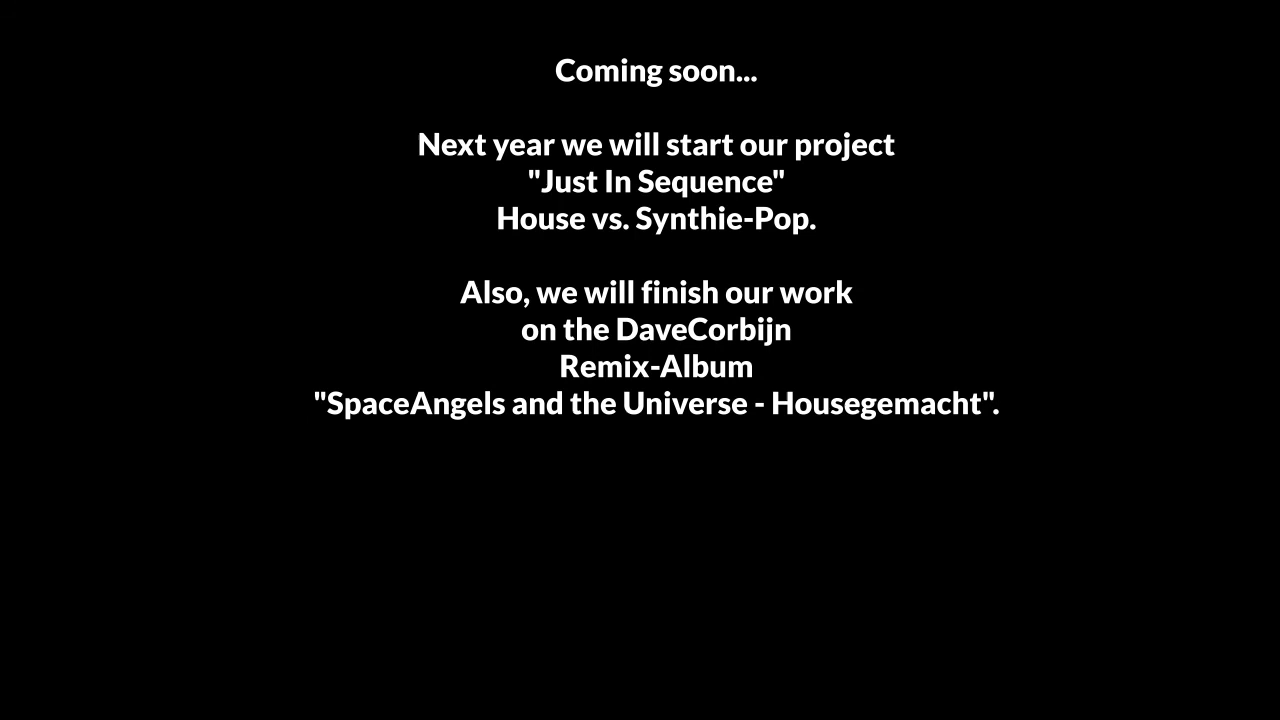 Coming soon...
Next year we will start our project
"Just In Sequence"
House vs. Synthie-Pop.
Also, we will finish our work
on the DaveCorbijn
Remix-Album
"SpaceAngels and the Universe - Housegemacht".